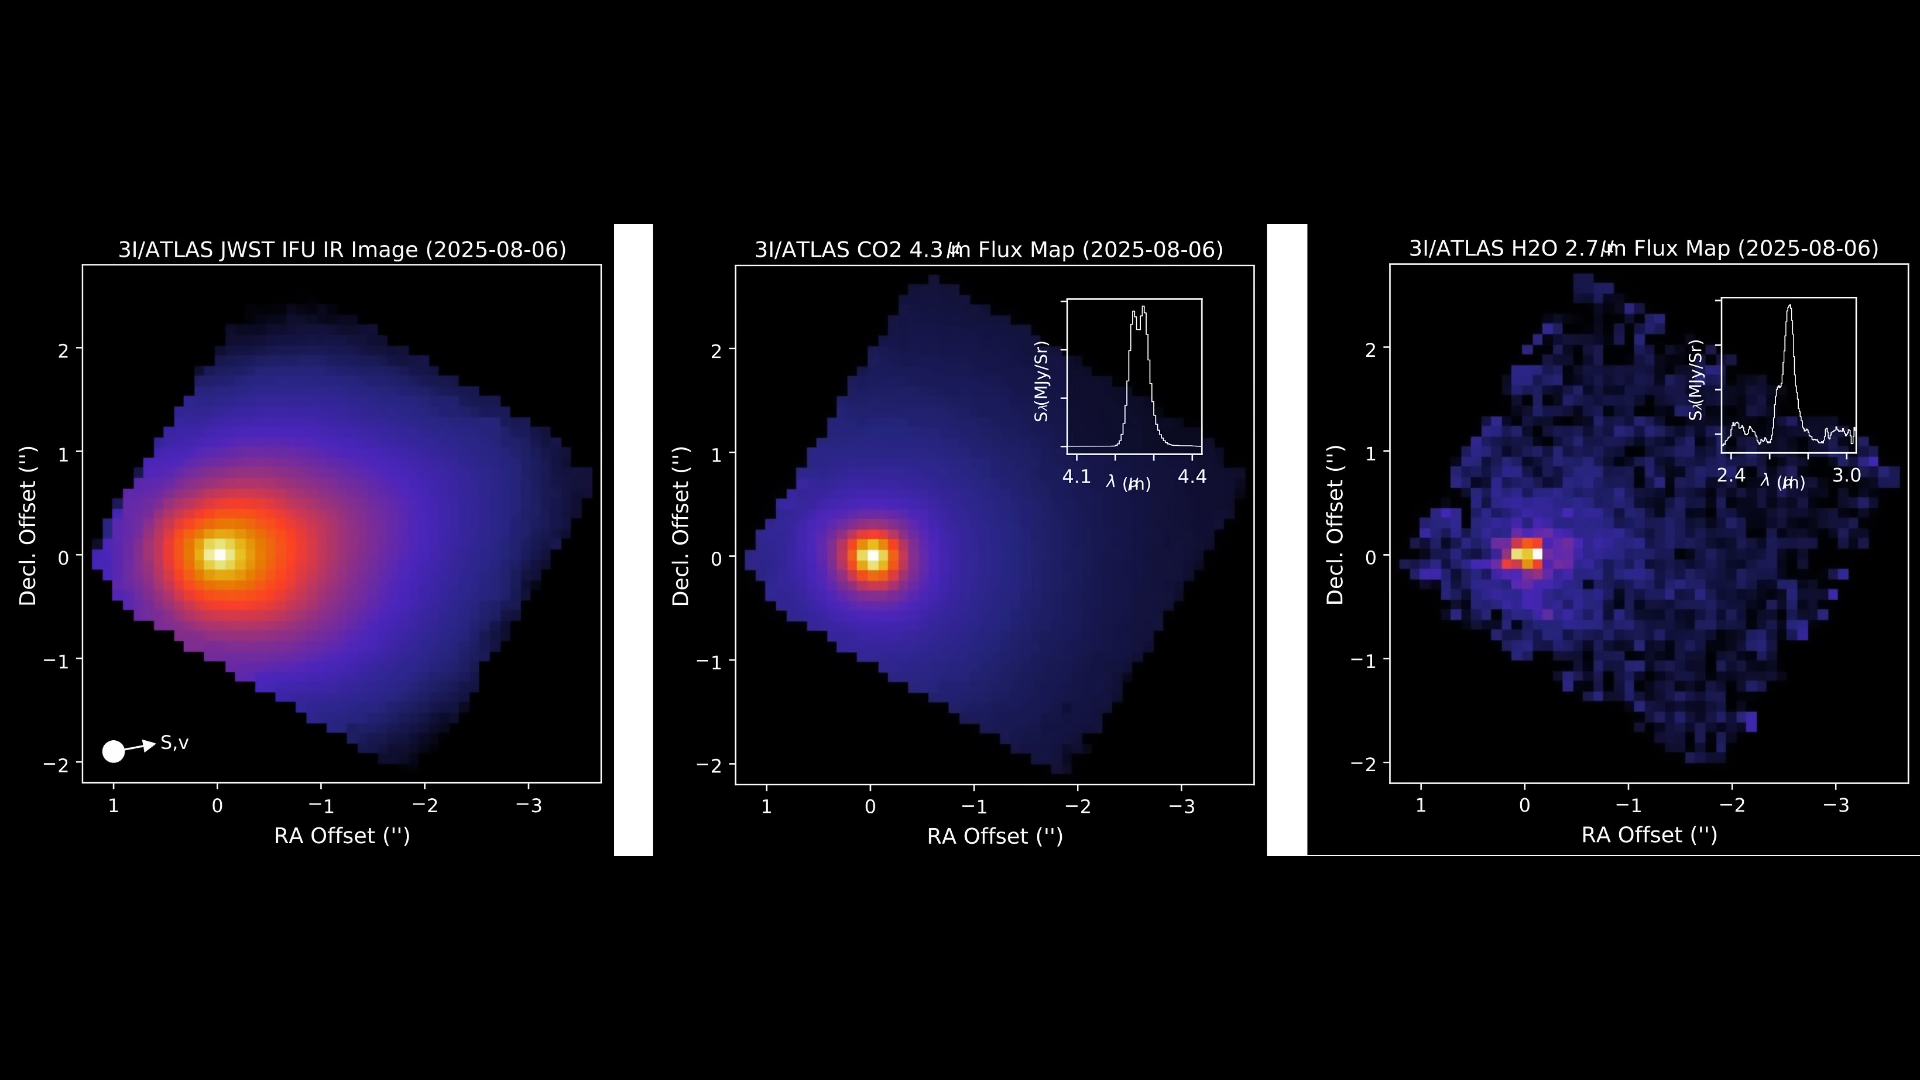 3I/ATLAS JWST IFU IR Image (2025-08-06)
Decl. Offset ('')
2
1
0
−1
−2
S,v
1
0
−1
−2
−3
RA Offset ('')
3I/ATLAS CO2 4.3μm Flux Map (2025-08-06)
Decl. Offset ('')
2
1
0
−1
−2
Sλ(MJy/Sr)
4.1
4.4
λ (μm)
1
0
−1
−2
−3
RA Offset ('')
3I/ATLAS H2O 2.7μm Flux Map (2025-08-06)
Decl. Offset ('')
2
1
0
−1
−2
Sλ(MJy/Sr)
2.4
3.0
λ (μm)
1
0
−1
−2
−3
RA Offset ('')